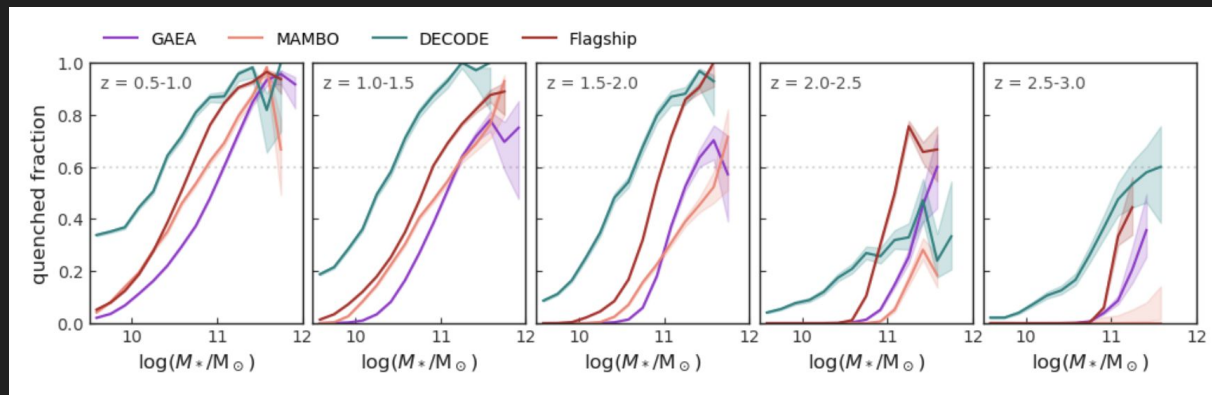 GAEA MAMBO DECODE Flagship
z = 0.5-1.0 1.0-1.5 1.5-2.0 2.0-2.5 2.5-3.0
1.0
0.8
0.6
0.4
0.2
0.0
quenched fraction
10 11 12 10 11 12 10 11 12 10 11 12 10 11 12
log(M*/M⊙) log(M*/M⊙) log(M*/M⊙) log(M*/M⊙) log(M*/M⊙)